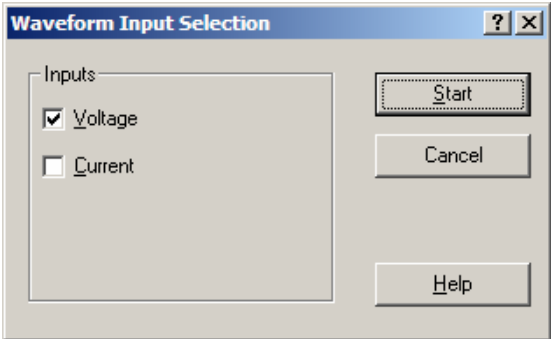 Waveform Input Selection
Inputs
Voltage
Current
Start
Cancel
Help